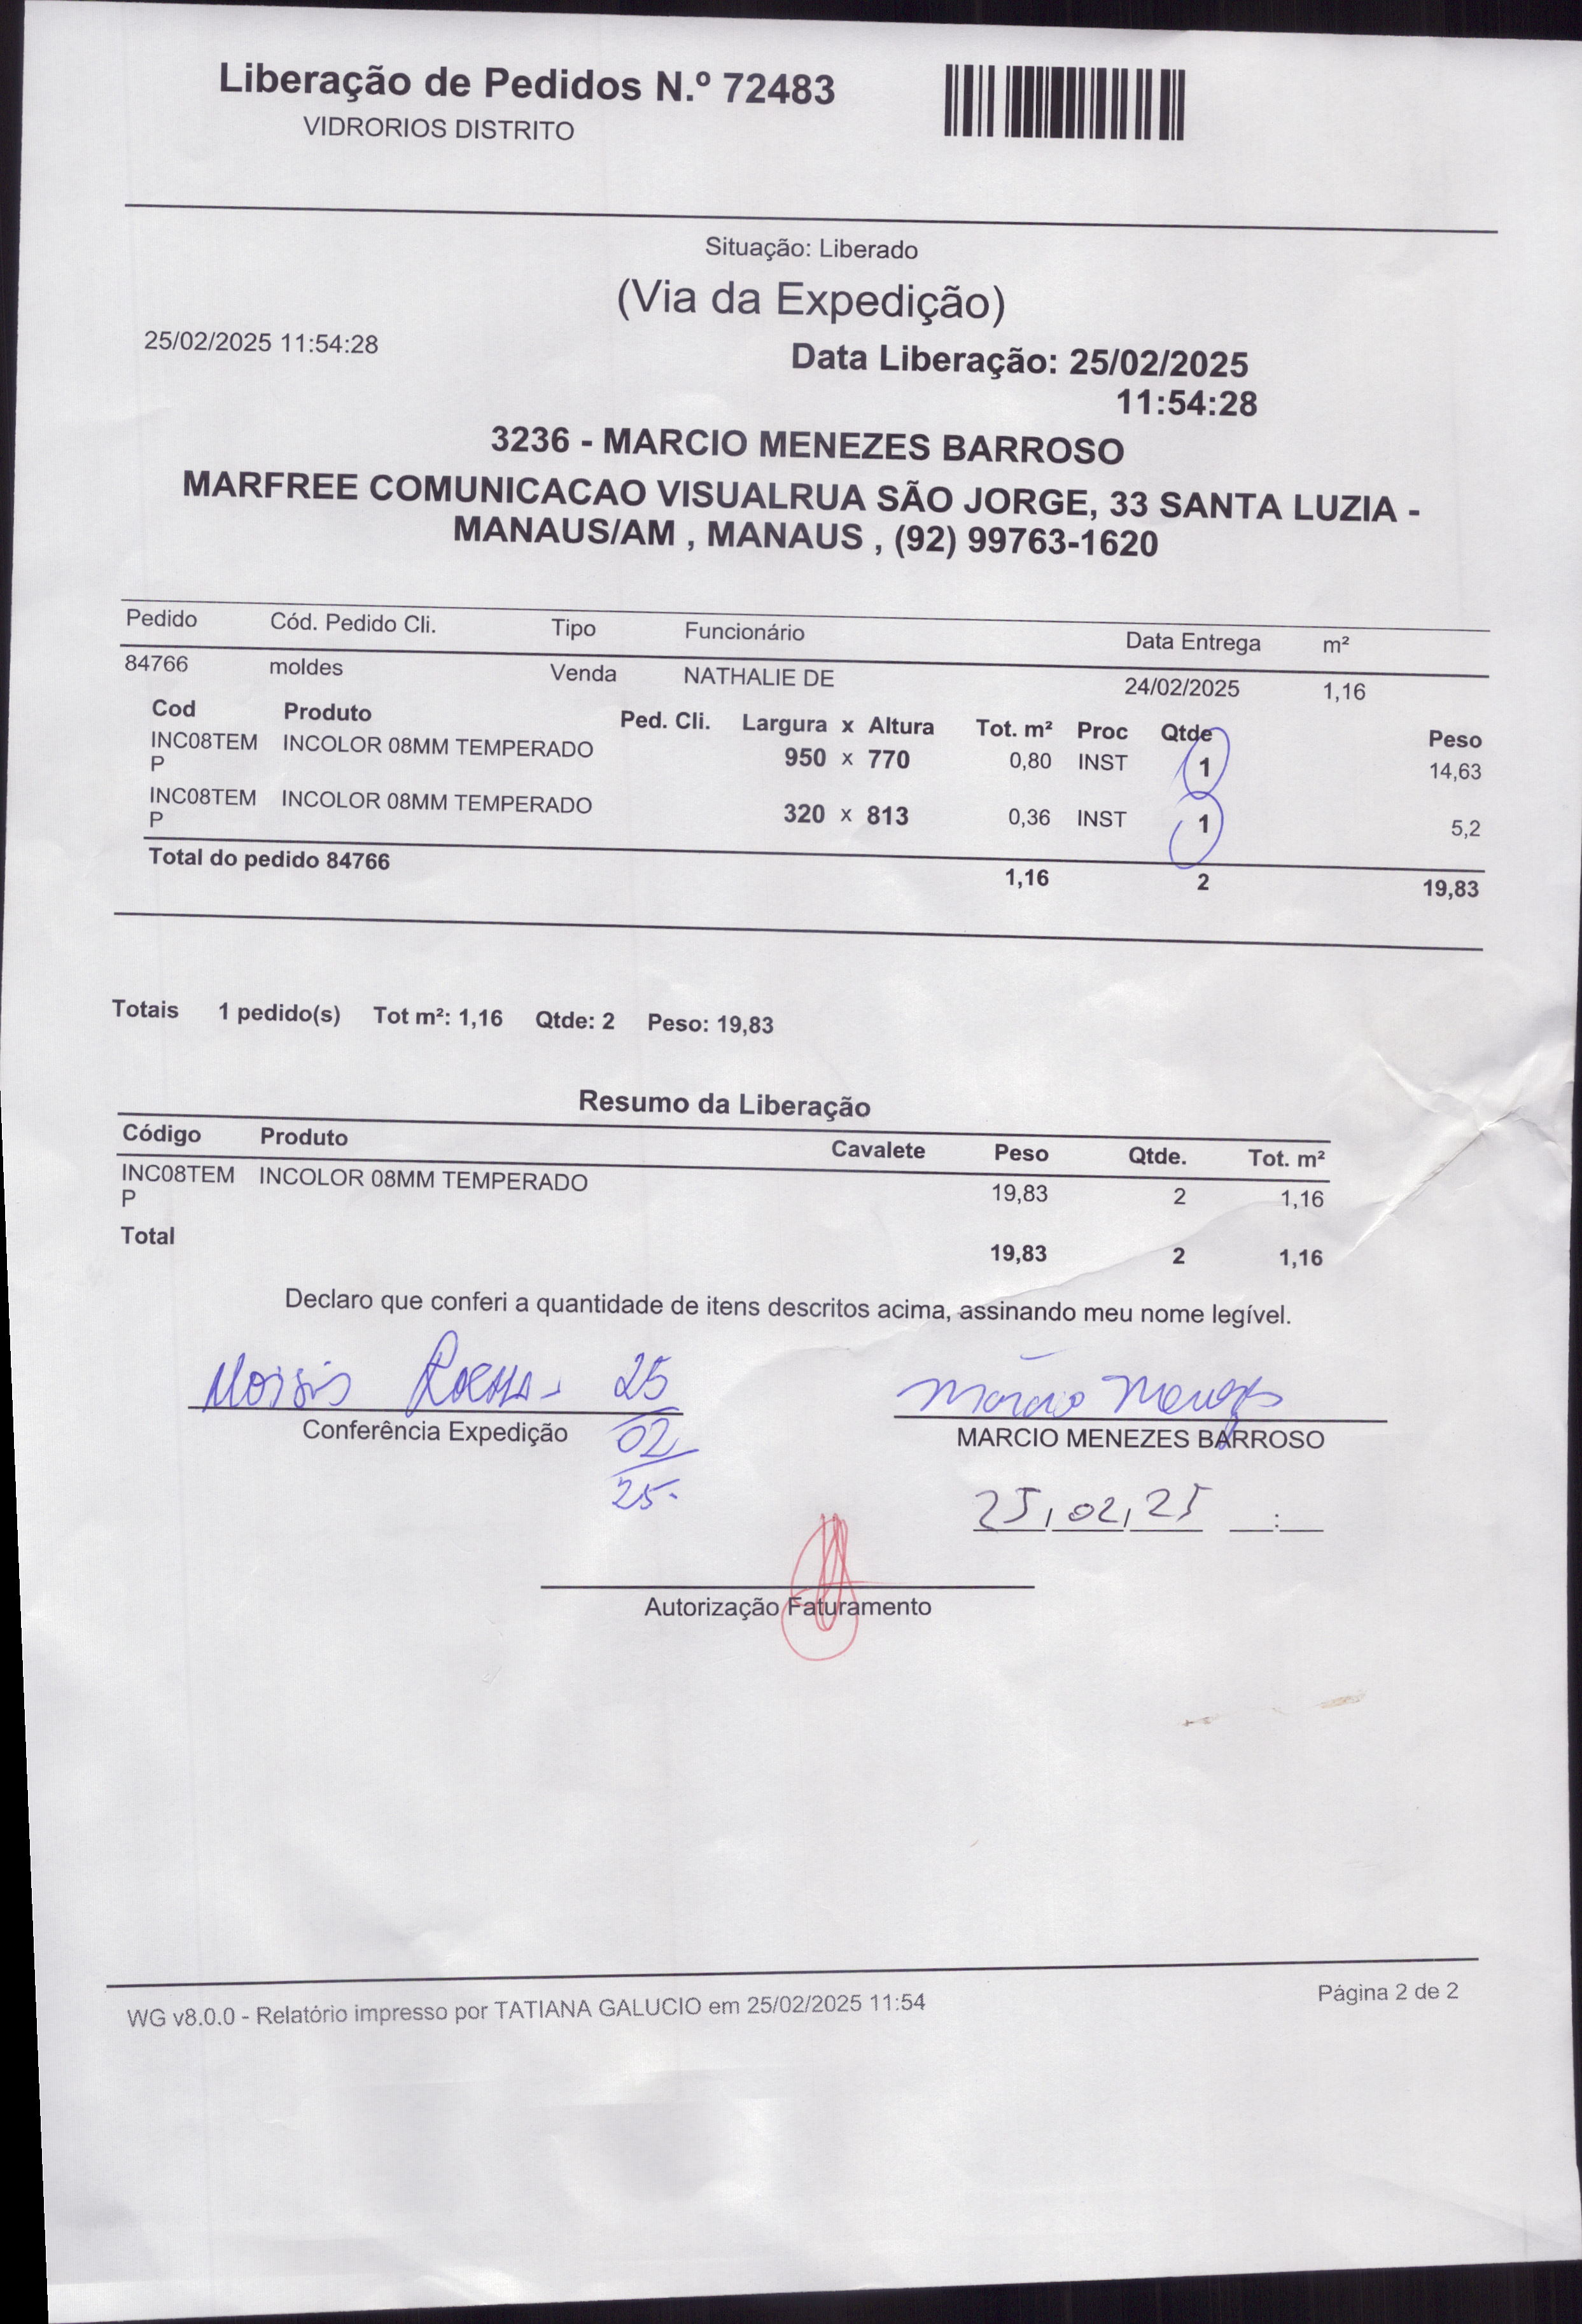 Liberação de Pedidos N.º 72483
VIDRORIOS DISTRITO
Situação: Liberado
(Via da Expedição)
25/02/2025 11:54:28
Data Liberação: 25/02/2025
11:54:28
3236 - MARCIO MENEZES BARROSO
MARFREE COMUNICACAO VISUALRUA SÃO JORGE, 33 SANTA LUZIA -
MANAUS/AM , MANAUS , (92) 99763-1620
Pedido Cód. Pedido Cli. Tipo Funcionário Data Entrega m²
84766 moldes Venda NATHALIE DE 24/02/2025 1,16
Cod Produto Ped. Cli. Largura x Altura Tot. m² Proc Qtde Peso
INC08TEM INCOLOR 08MM TEMPERADO 950 x 770 0,80 INST 1 14,63
P
INC08TEM INCOLOR 08MM TEMPERADO 320 x 813 0,36 INST 1 5,2
P
Total do pedido 84766 1,16 2 19,83
Totais 1 pedido(s) Tot m²: 1,16 Qtde: 2 Peso: 19,83
Resumo da Liberação
Código Produto Cavalete Peso Qtde. Tot. m²
INC08TEM INCOLOR 08MM TEMPERADO 19,83 2 1,16
P
Total 19,83 2 1,16
Declaro que conferi a quantidade de itens descritos acima, assinando meu nome legível.
25 Marcio Menezes
Conferência Expedição 02 MARCIO MENEZES BARROSO
25. 25,02,25 __:__
Autorização Faturamento
WG v8.0.0 - Relatório impresso por TATIANA GALUCIO em 25/02/2025 11:54 Página 2 de 2